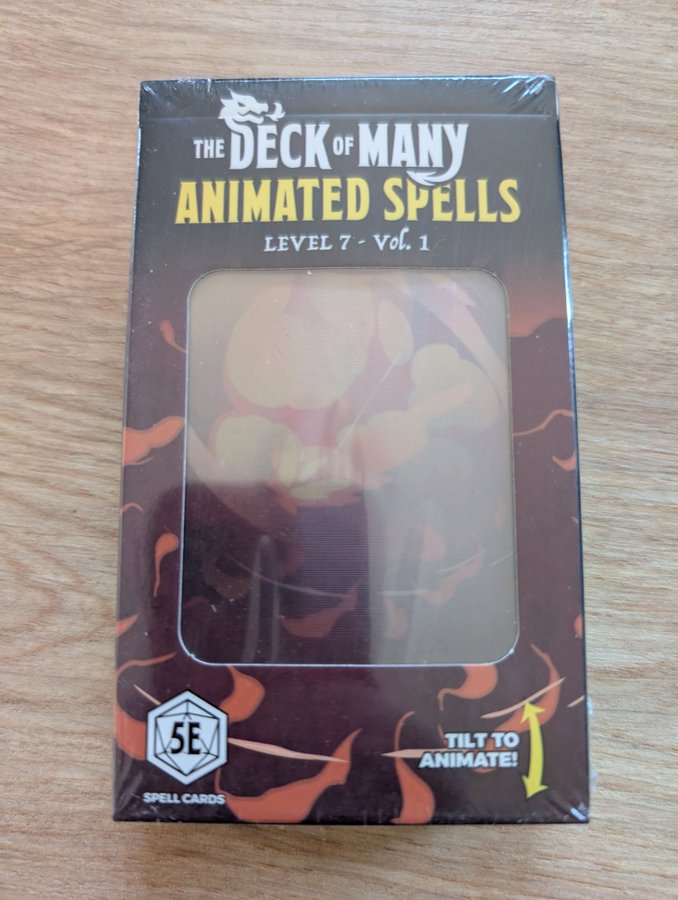 THE DECK OF MANY
ANIMATED SPELLS
LEVEL 7 - Vol. 1
5E
SPELL CARDS
TILT TO
ANIMATE!